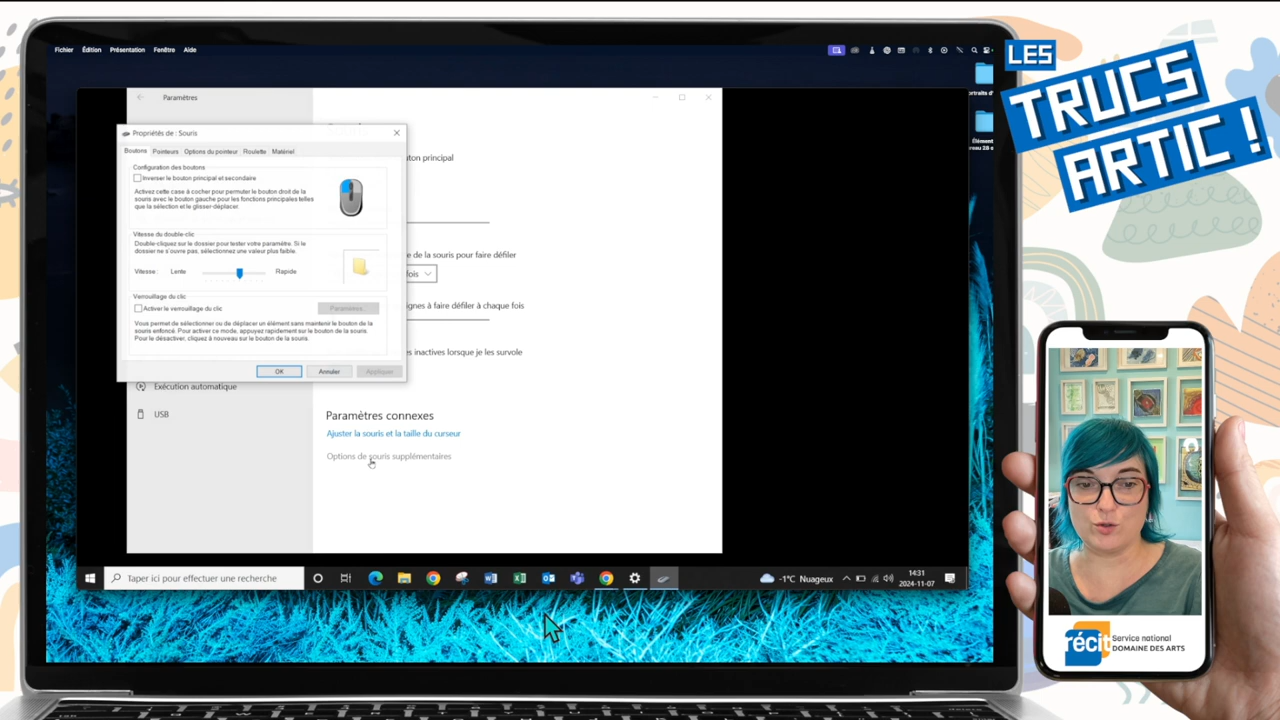 Fichier Édition Présentation Fenêtre Aide
LES
TRUCS
ARTIC !
Paramètres
Propriétés de : Souris
Boutons Pointeurs Options du pointeur Roulette Matériel
Configuration des boutons
Inverser le bouton principal et secondaire
Activez cette case à cocher pour permuter le bouton droit de la
souris avec le bouton gauche pour les fonctions principales telles
que la sélection et le glisser-déplacer.
Vitesse du double-clic
Double-cliquez sur le dossier pour tester votre paramètre. Si le
dossier ne s'ouvre pas, sélectionnez une valeur plus faible.
Vitesse : Lente Rapide
Verrouillage du clic
Activer le verrouillage du clic Paramètres...
Vous permet de sélectionner ou de déplacer un élément sans maintenir le bouton de la
souris enfoncé. Pour activer ce mode, appuyez rapidement sur le bouton de la souris.
Pour le désactiver, cliquez à nouveau sur le bouton de la souris.
OK Annuler Appliquer
ton principal
e de la souris pour faire défiler
fois
ignes à faire défiler à chaque fois
es inactives lorsque je les survole
Exécution automatique
USB
Paramètres connexes
Ajuster la souris et la taille du curseur
Options de souris supplémentaires
Taper ici pour effectuer une recherche
-1°C Nuageux
14:31
2024-11-07
récit
Service national
DOMAINE DES ARTS